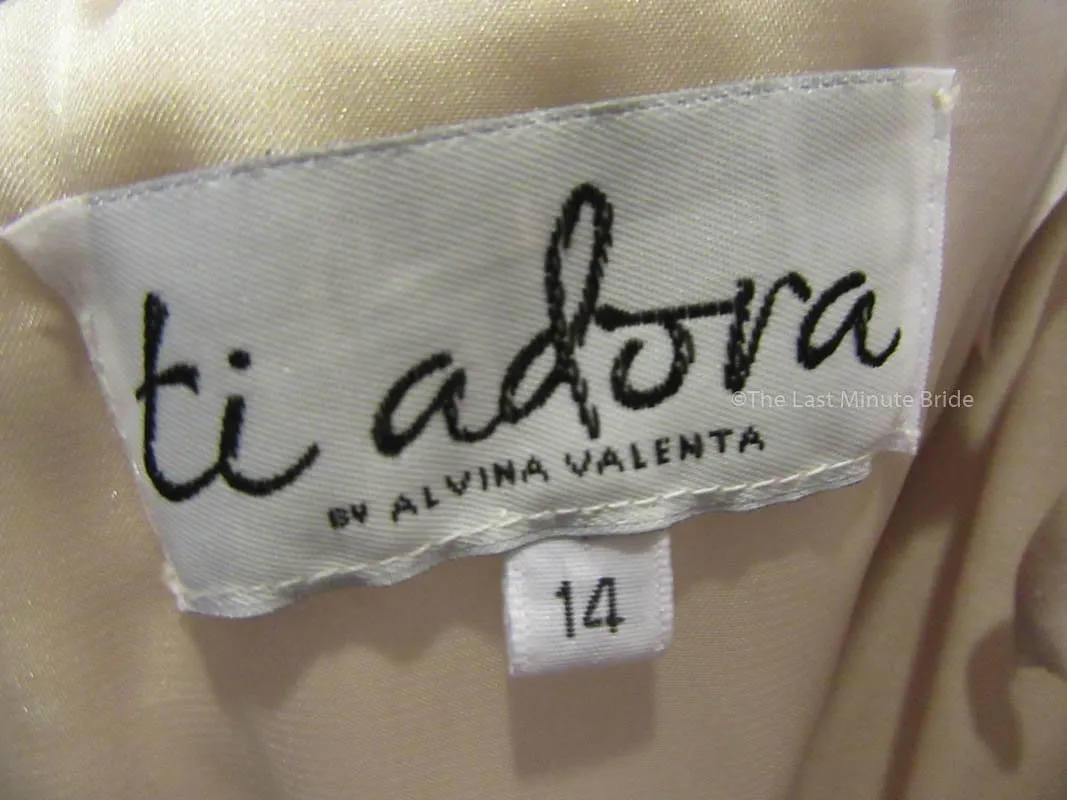 ti adora
BY ALVINA VALENTA
©The Last Minute Bride
14